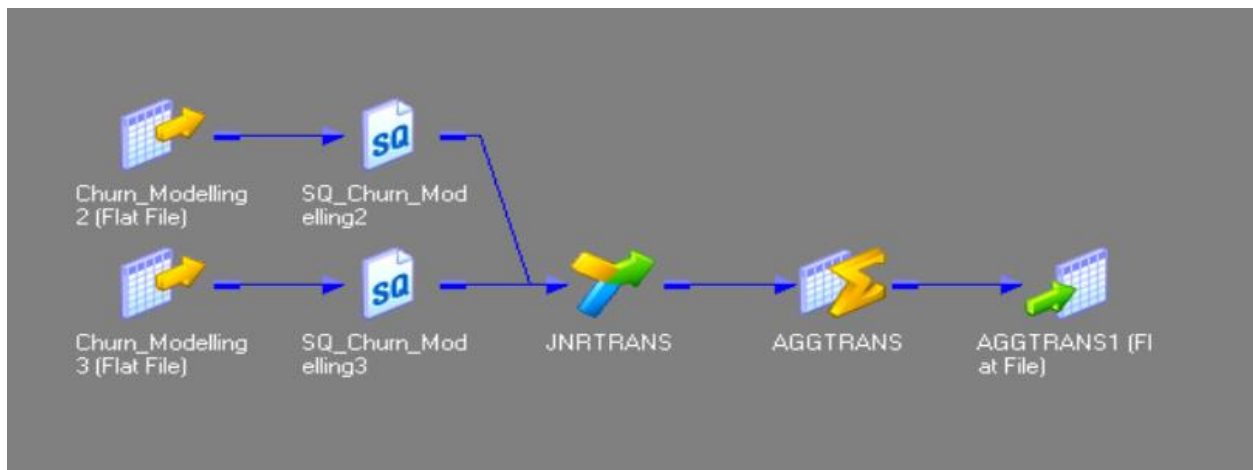 SQ
Churn_Modelling
2 (Flat File)
SQ_Churn_Mod
elling2
SQ
Churn_Modelling
3 (Flat File)
SQ_Churn_Mod
elling3
JNRTRANS
AGGTRANS
AGGTRANS1 (Fl
at File)